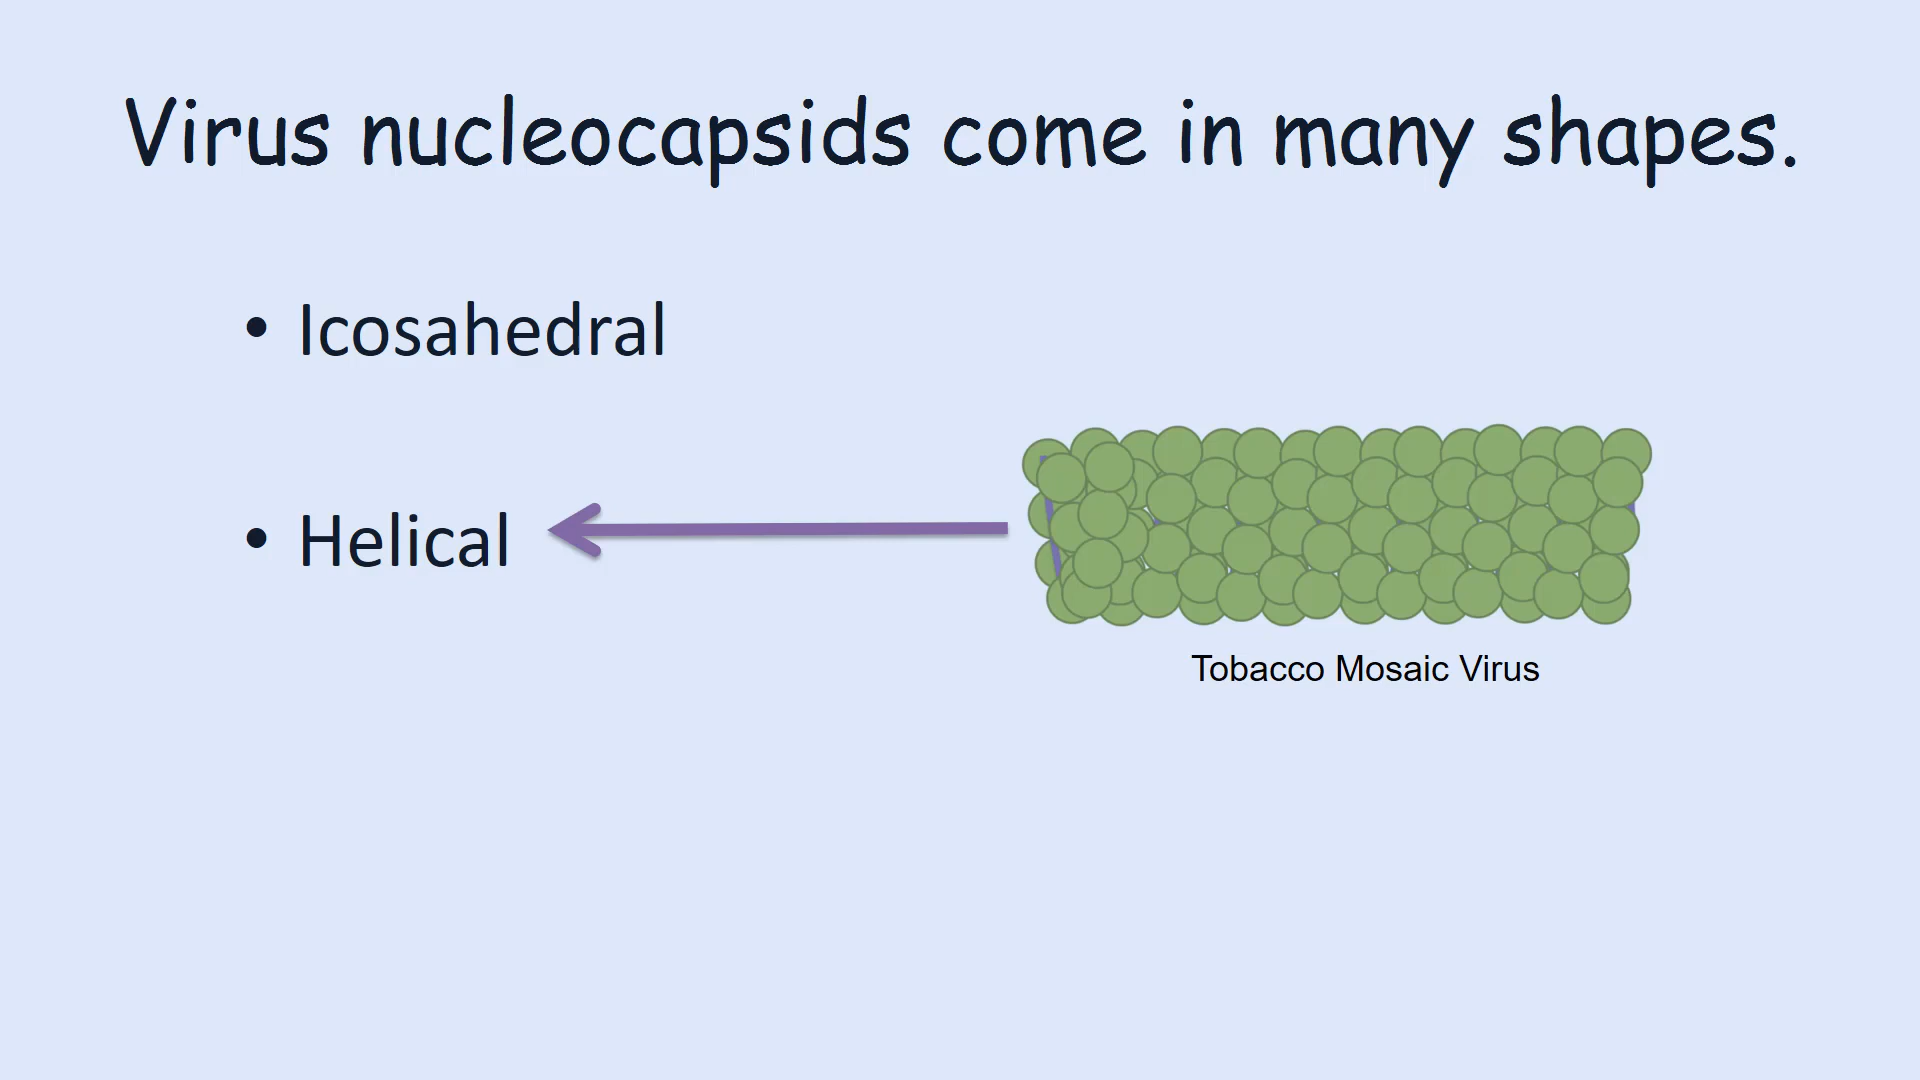 Virus nucleocapsids come in many shapes.
• Icosahedral
• Helical
Tobacco Mosaic Virus